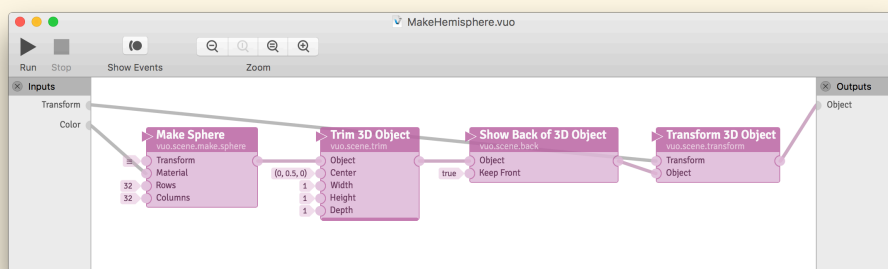 MakeHemisphere.vuo
Run Stop Show Events Zoom
Inputs
Transform
Color
Make Sphere
vuo.scene.make.sphere
Transform
Material
32 Rows
32 Columns
Trim 3D Object
vuo.scene.trim
Object
(0, 0.5, 0) Center
1 Width
1 Height
1 Depth
Show Back of 3D Object
vuo.scene.back
Object
true Keep Front
Transform 3D Object
vuo.scene.transform
Transform
Object
Outputs
Object